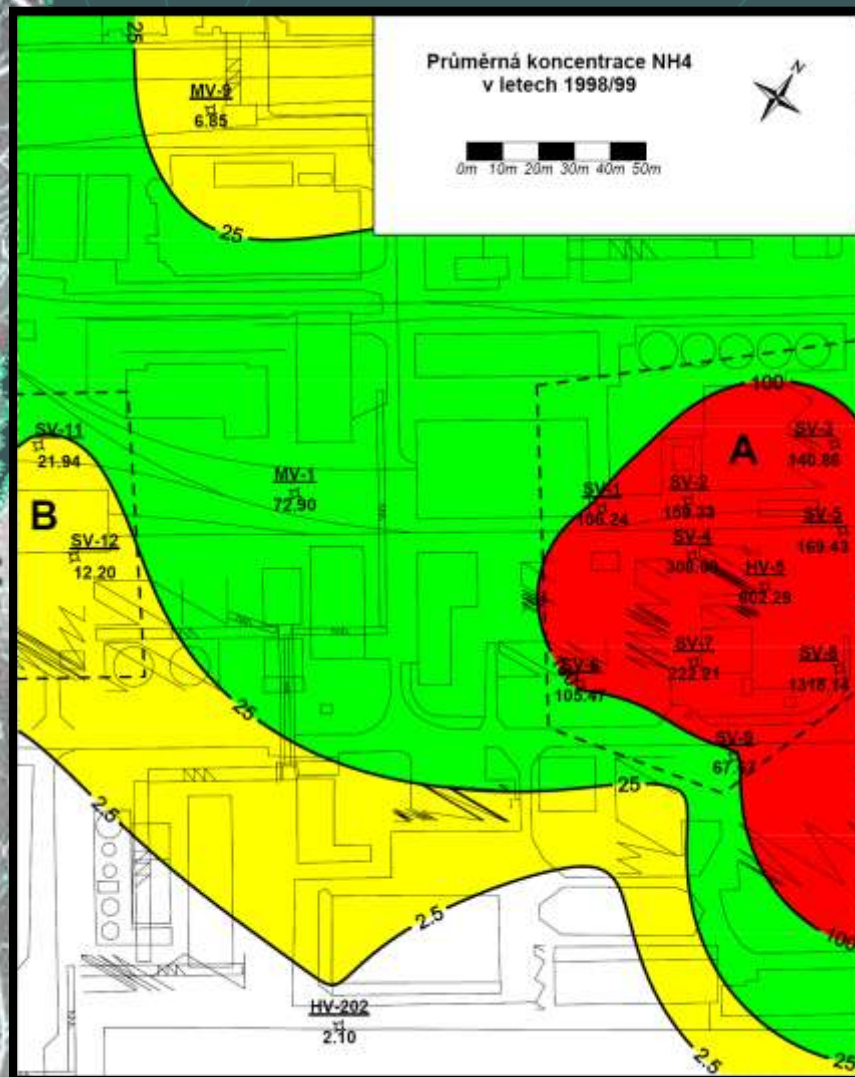 Průměrná koncentrace NH4
v letech 1998/99
N
0m 10m 20m 30m 40m 50m
25
MV-9
6.85
25
100
SV-11
21.94
MV-1
72.90
A
SV-3
140.86
SV-1
106.24
SV-2
159.33
B
SV-12
12.20
SV-4
SV-5
169.43
HV-5
902.28
SV-6
105.47
SV-7
222.21
SV-8
1318.14
25
SV-9
2.5
25
2.5
100
HV-202
2.10
2.5
25